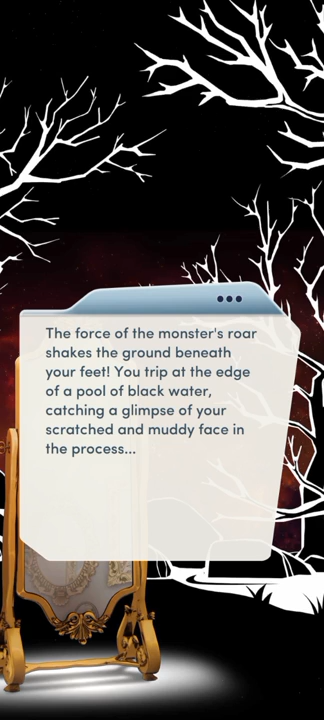 The force of the monster's roar
shakes the ground beneath
your feet! You trip at the edge
of a pool of black water,
catching a glimpse of your
scratched and muddy face in
the process...